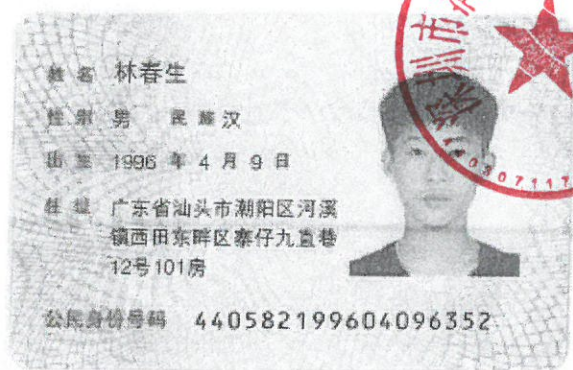 姓名 林春生
性别 男 民族 汉
出生 1996 年 4 月 9 日
住址 广东省汕头市潮阳区河溪
镇西田东畔区寨仔九直巷
12号101房
公民身份号码 440582199604096352
圳市
440307117